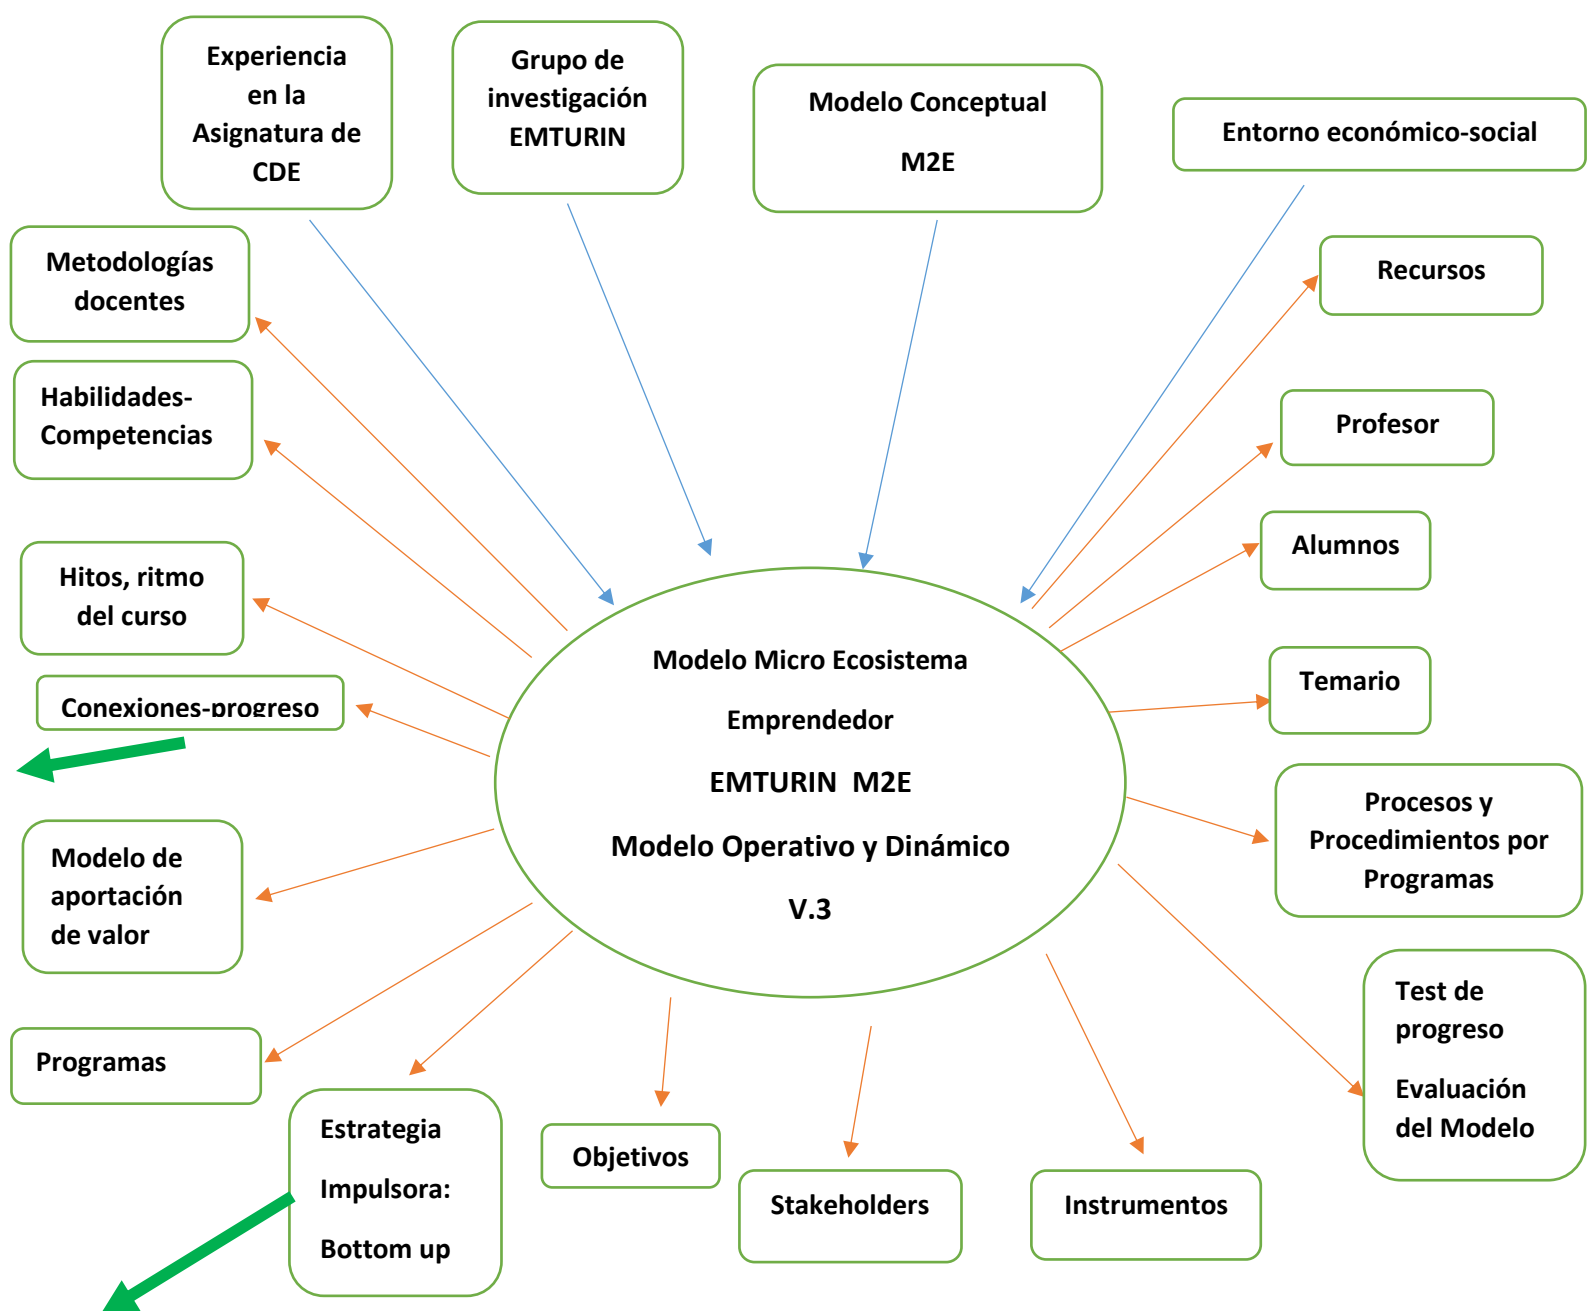 Experiencia
en la
Asignatura de
CDE
Grupo de
investigación
EMTURIN
Modelo Conceptual
M2E
Entorno económico-social
Metodologías
docentes
Recursos
Habilidades-
Competencias
Profesor
Alumnos
Hitos, ritmo
del curso
Modelo Micro Ecosistema
Emprendedor
EMTURIN M2E
Modelo Operativo y Dinámico
V.3
Temario
Conexiones-progreso
Procesos y
Procedimientos por
Programas
Modelo de
aportación
de valor
Test de
progreso
Evaluación
del Modelo
Programas
Estrategia
Impulsora:
Bottom up
Objetivos
Stakeholders
Instrumentos